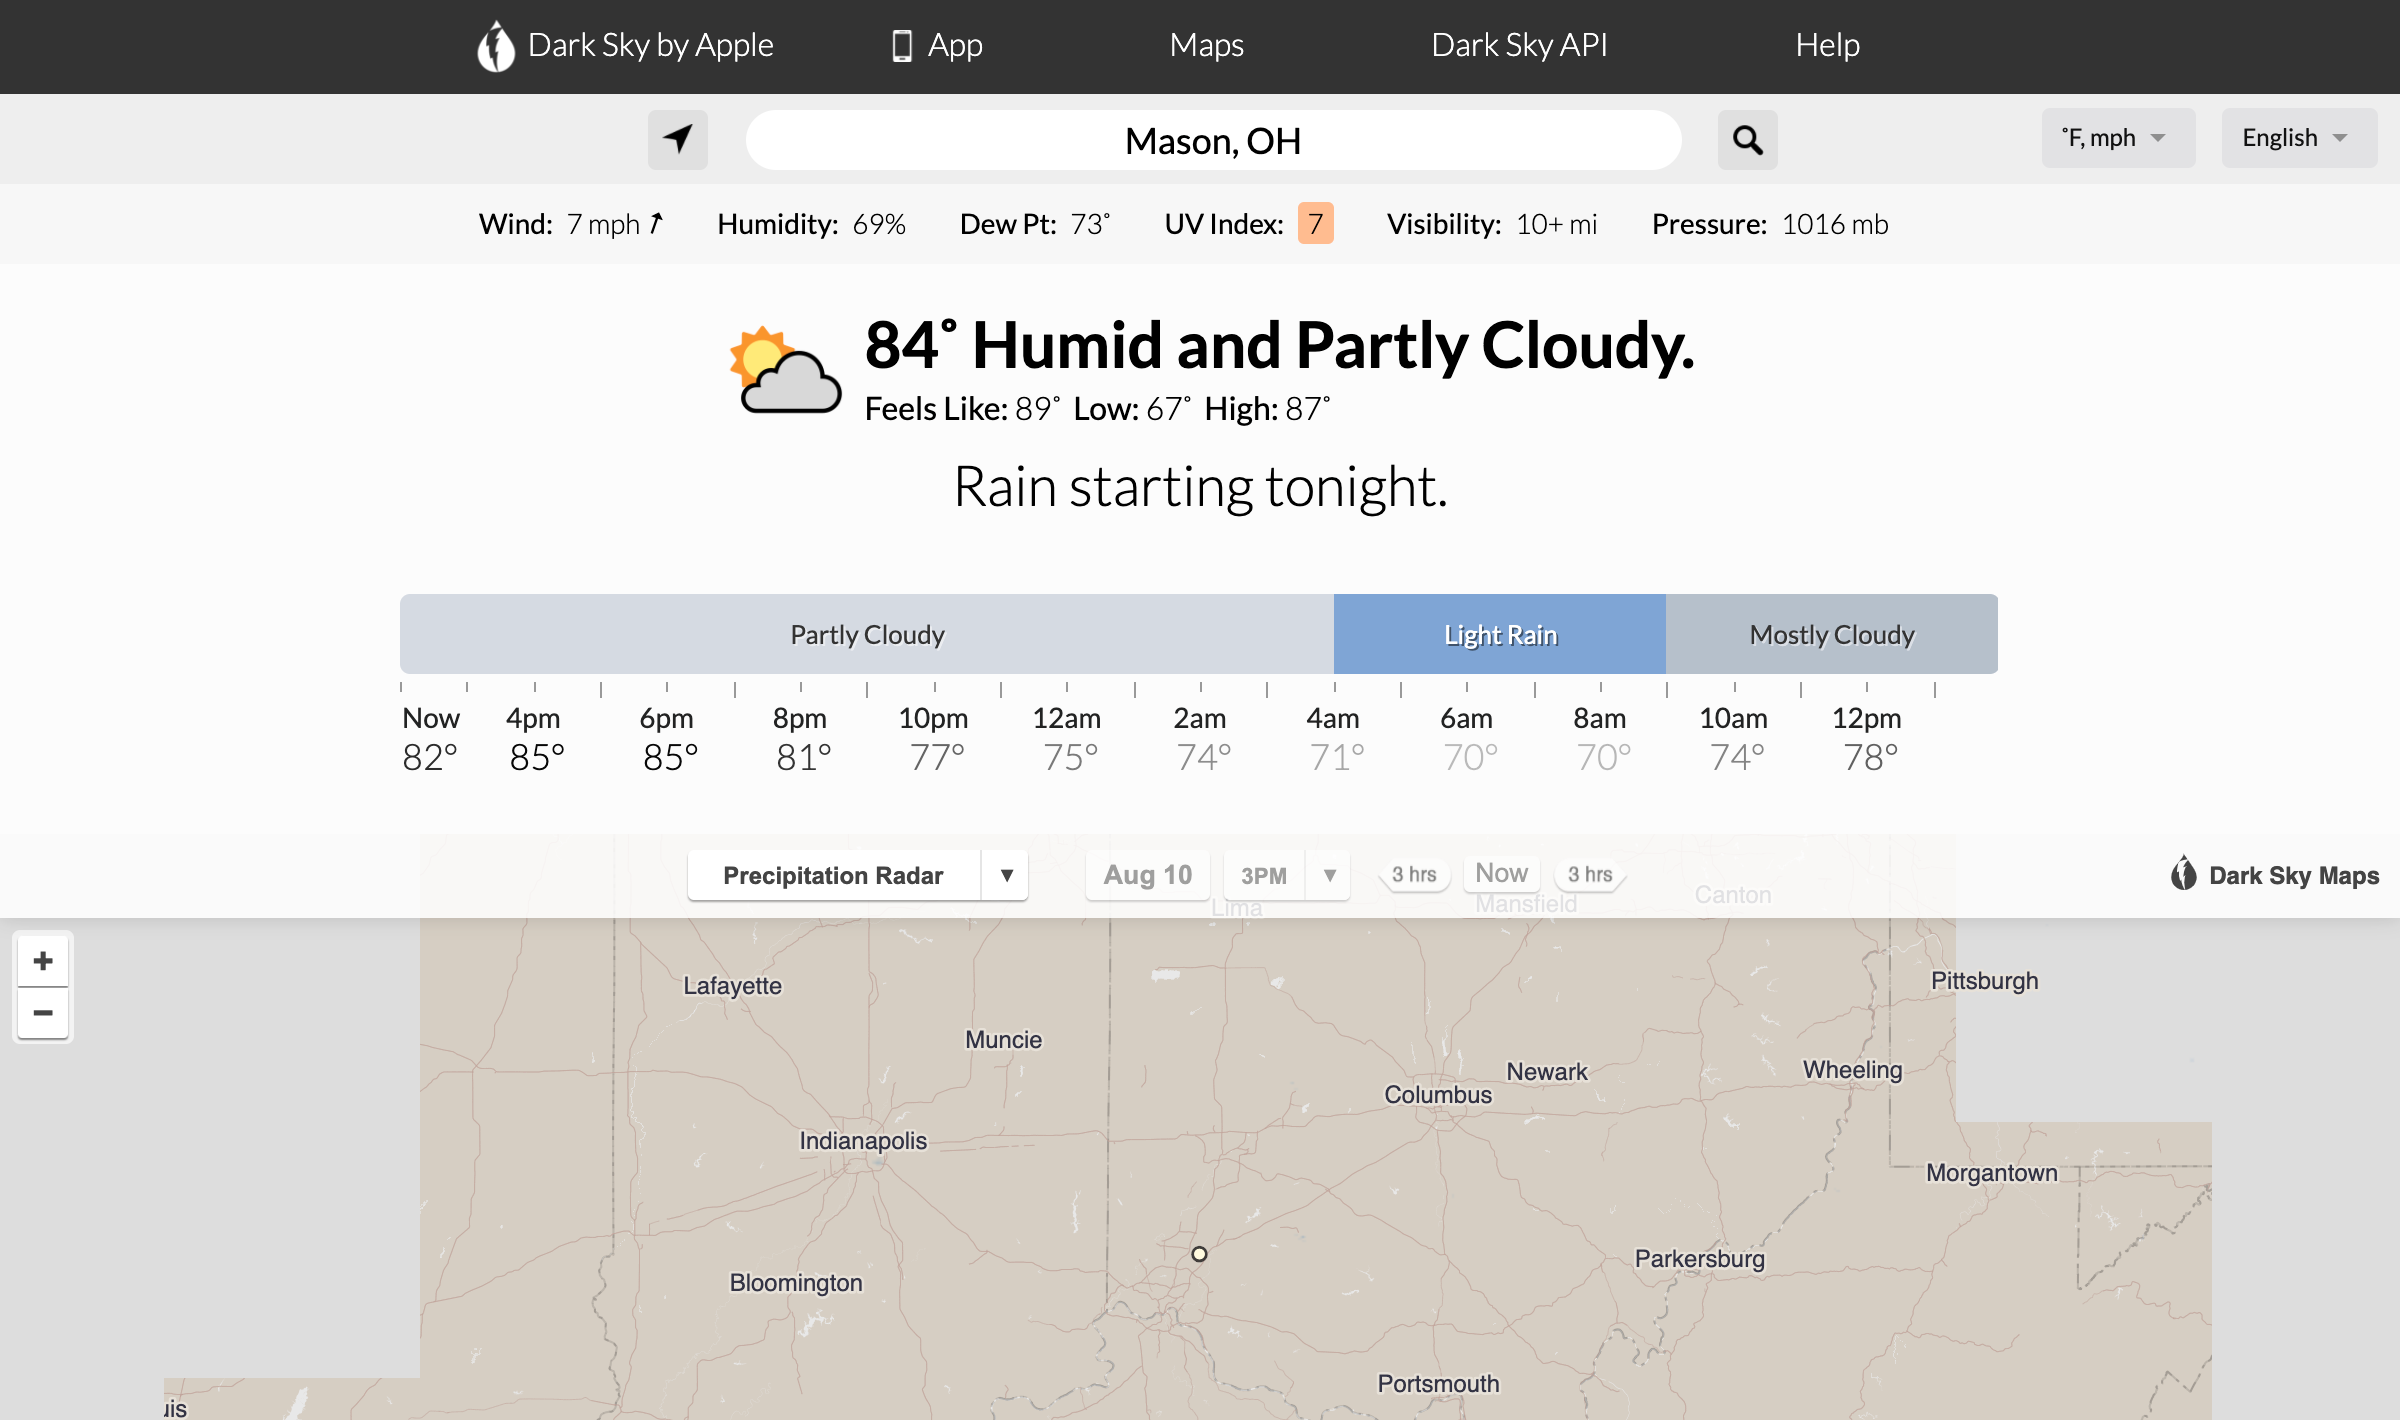 Dark Sky by Apple App Maps Dark Sky API Help
Mason, OH ˚F, mph English
Wind: 7 mph Humidity: 69% Dew Pt: 73˚ UV Index: 7 Visibility: 10+ mi Pressure: 1016 mb
84˚ Humid and Partly Cloudy.
Feels Like: 89˚ Low: 67˚ High: 87˚
Rain starting tonight.
Partly Cloudy Light Rain Mostly Cloudy
Now 4pm 6pm 8pm 10pm 12am 2am 4am 6am 8am 10am 12pm
82° 85° 85° 81° 77° 75° 74° 71° 70° 70° 74° 78°
Precipitation Radar ▼ Aug 10 3PM ▼ 3 hrs Now 3 hrs Dark Sky Maps
Lima Mansfield Canton
+
−
Lafayette
Pittsburgh
Muncie
Newark
Wheeling
Columbus
Indianapolis
Morgantown
Parkersburg
Bloomington
Portsmouth
uis